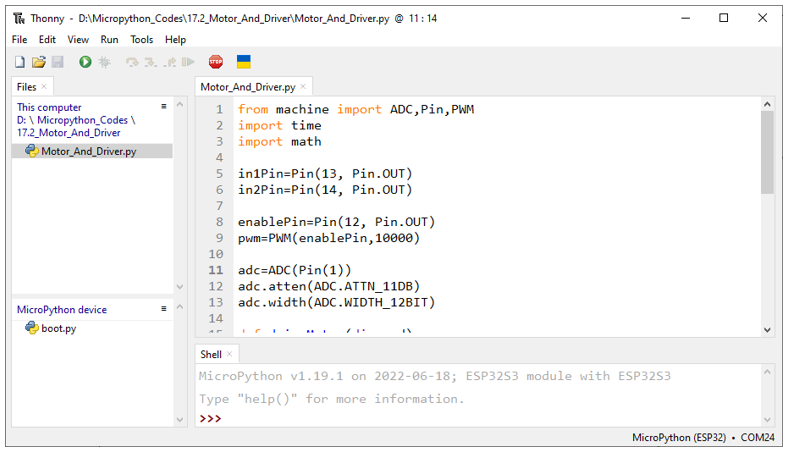 Thonny - D:\Micropython_Codes\17.2_Motor_And_Driver\Motor_And_Driver.py @ 11 : 14
File Edit View Run Tools Help
STOP
Files
This computer
D: \ Micropython_Codes \
17.2_Motor_And_Driver
Motor_And_Driver.py
MicroPython device
boot.py
Motor_And_Driver.py
1 from machine import ADC,Pin,PWM
2 import time
3 import math
4
5 in1Pin=Pin(13, Pin.OUT)
6 in2Pin=Pin(14, Pin.OUT)
7
8 enablePin=Pin(12, Pin.OUT)
9 pwm=PWM(enablePin,10000)
10
11 adc=ADC(Pin(1))
12 adc.atten(ADC.ATTN_11DB)
13 adc.width(ADC.WIDTH_12BIT)
14
Shell
MicroPython v1.19.1 on 2022-06-18; ESP32S3 module with ESP32S3
Type "help()" for more information.
>>>
MicroPython (ESP32) • COM24